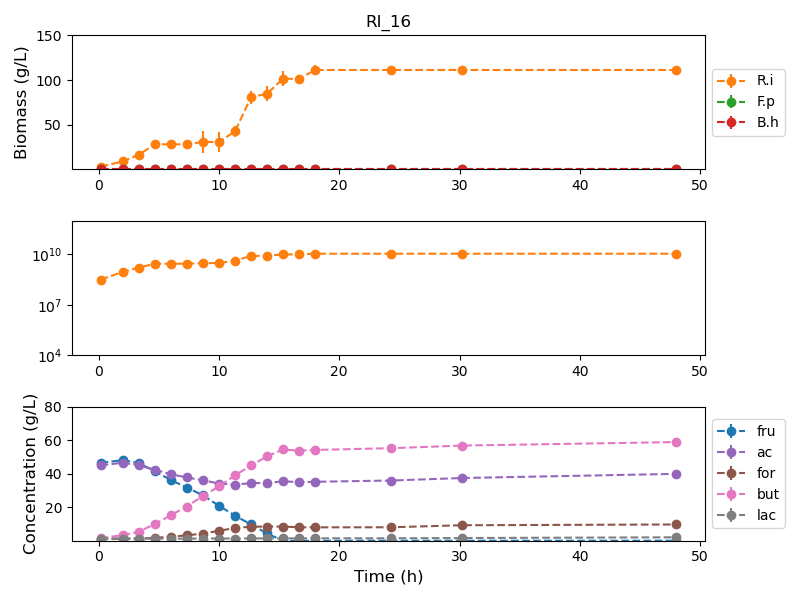 RI_16
Biomass (g/L)
150
100
50
0 10 20 30 40 50
R.i
F.p
B.h
10^10
10^7
10^4
0 10 20 30 40 50
Concentration (g/L)
80
60
40
20
0 10 20 30 40 50
Time (h)
fru
ac
for
but
lac